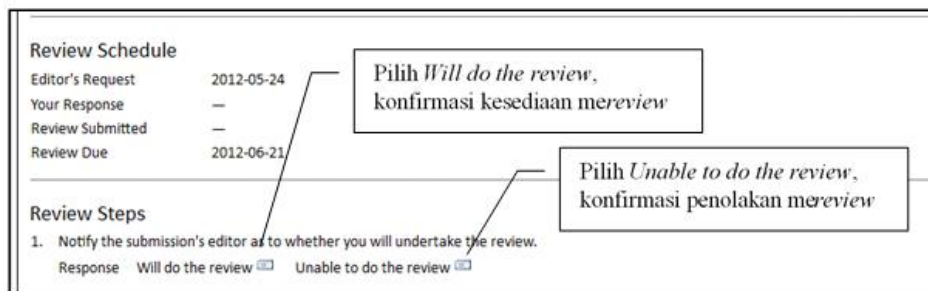 Review Schedule
Editor's Request 2012-05-24
Your Response —
Review Submitted —
Review Due 2012-06-21
Pilih Will do the review,
konfirmasi kesediaan mereview
Pilih Unable to do the review,
konfirmasi penolakan mereview
Review Steps
1. Notify the submission's editor as to whether you will undertake the review.
Response Will do the review Unable to do the review